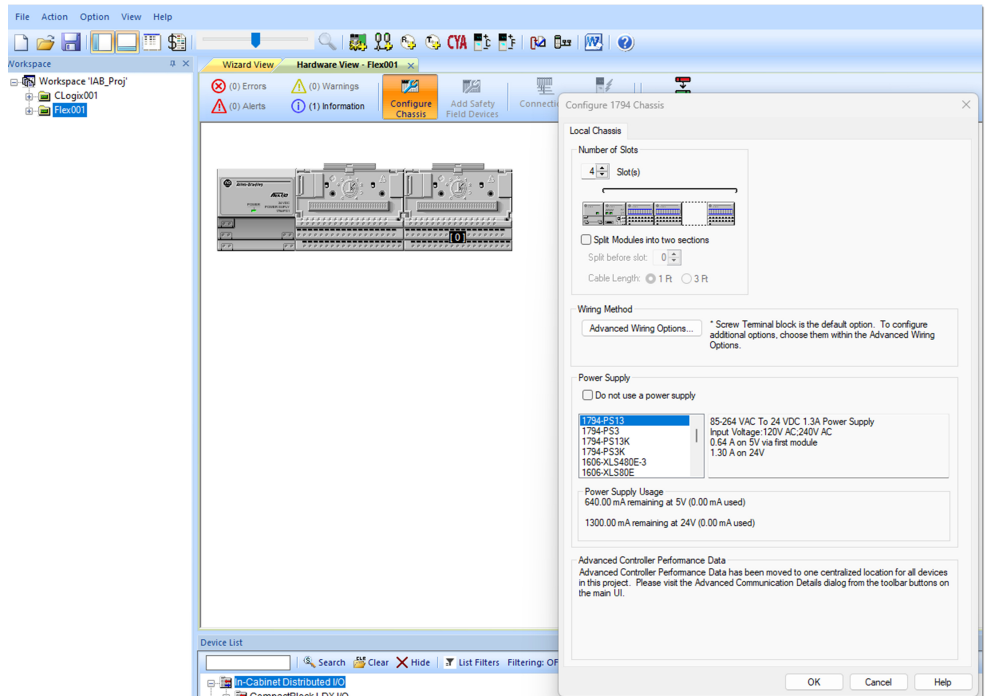 File Action Option View Help
CYA
Workspace
Workspace 'IAB_Proj'
CLogix001
Flex001
Wizard View
Hardware View - Flex001
(0) Errors
(0) Warnings
(0) Alerts
(1) Information
Configure
Chassis
Add Safety
Field Devices
Connecti
Allen-Bradley
[0]
Configure 1794 Chassis
Local Chassis
Number of Slots
4 Slot(s)
Split Modules into two sections
Split before slot: 0
Cable Length: 1 Ft 3 Ft
Wiring Method
Advanced Wiring Options...
* Screw Terminal block is the default option. To configure
additional options, choose them within the Advanced Wiring
Options.
Power Supply
Do not use a power supply
1794-PS13
1794-PS3
1794-PS13K
1794-PS3K
1606-XLS480E-3
1606-XLS80E
85-264 VAC To 24 VDC 1.3A Power Supply
Input Voltage:120V AC;240V AC
0.64 A on 5V via first module
1.30 A on 24V
Power Supply Usage
640.00 mA remaining at 5V (0.00 mA used)
1300.00 mA remaining at 24V (0.00 mA used)
Advanced Controller Performance Data
Advanced Controller Performance Data has been moved to one centralized location for all devices
in this project. Please visit the Advanced Communication Details dialog from the toolbar buttons on
the main UI.
OK Cancel Help
Device List
Search Clear Hide List Filters Filtering: OF
In-Cabinet Distributed I/O
CompactBlock LDX I/O